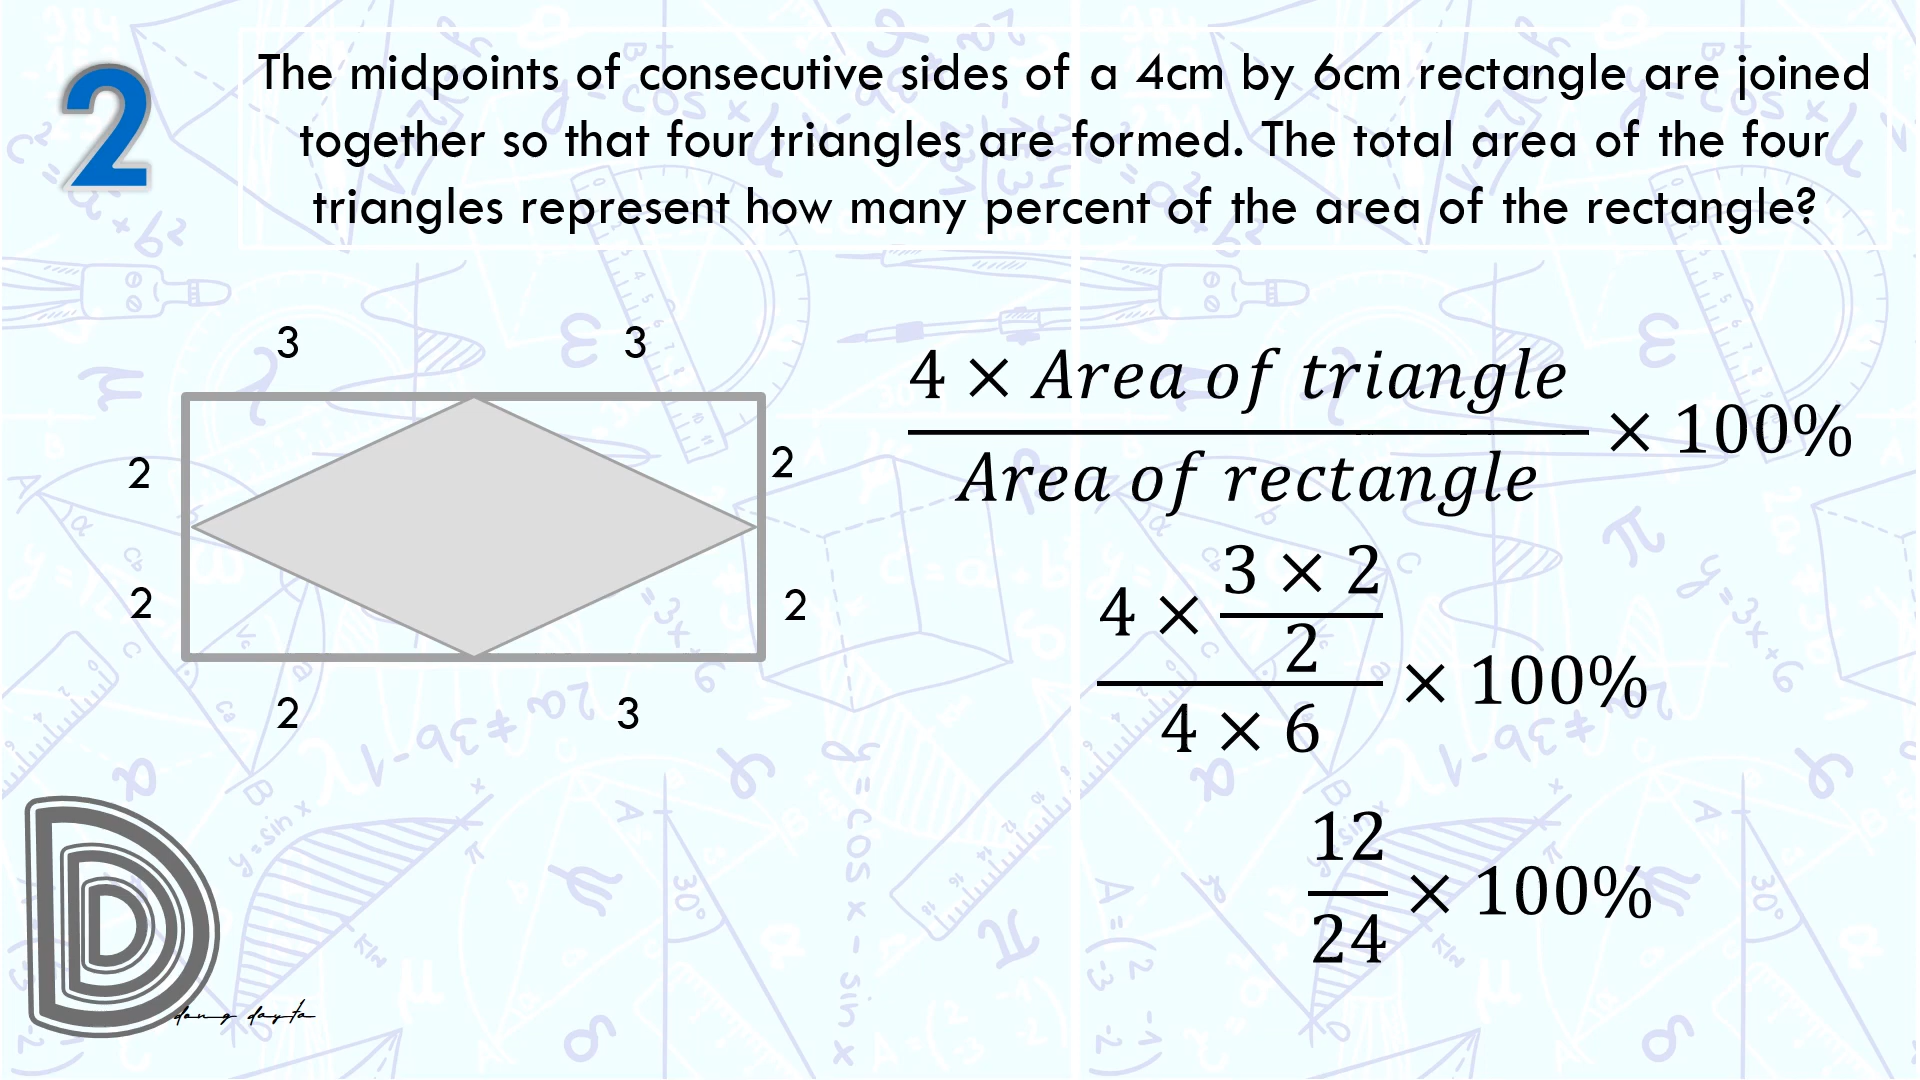 2
The midpoints of consecutive sides of a 4cm by 6cm rectangle are joined
together so that four triangles are formed. The total area of the four
triangles represent how many percent of the area of the rectangle?
3 3
2 2
2 2
2 3
4 × Area of triangle
Area of rectangle
× 100%
4 × 3 × 2
2
4 × 6
× 100%
12
24
× 100%
D
dong dayta